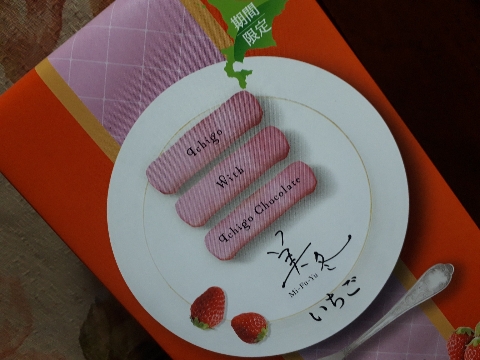 期間
限定
Ichigo
With
Ichigo Chocolate
美冬
Mi-Fu-Yu
いちご